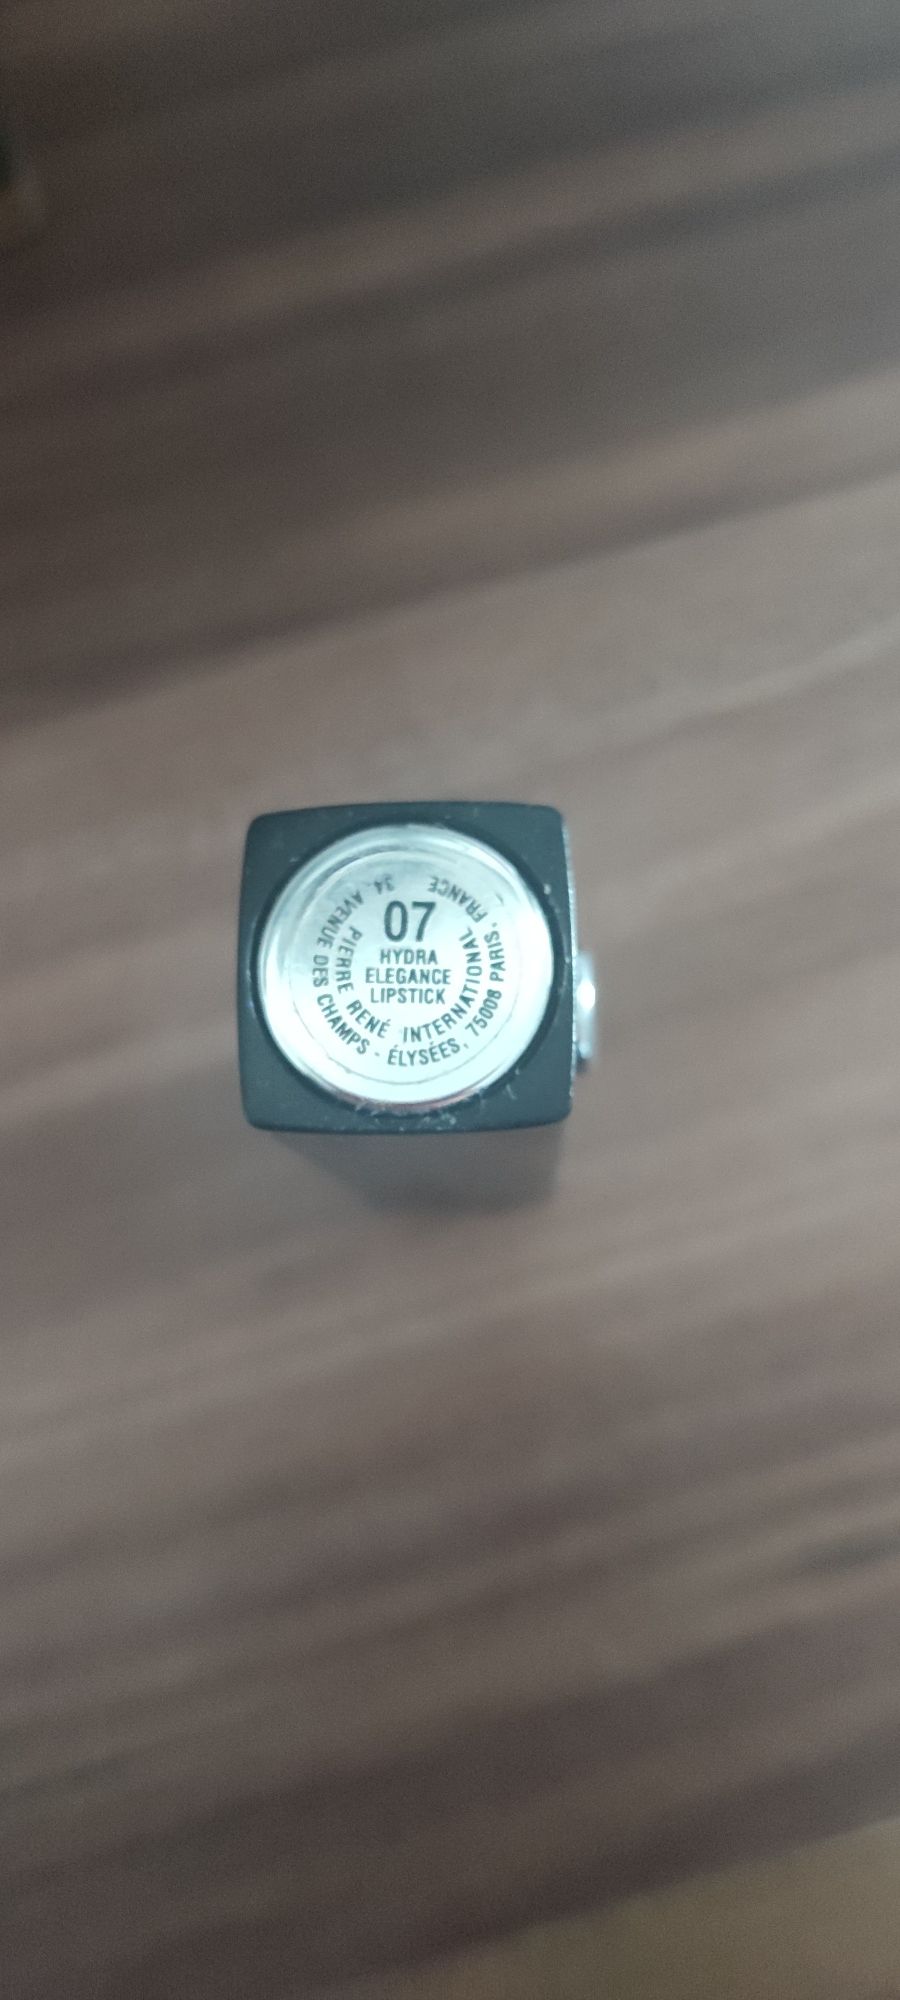 07
HYDRA
ELEGANCE
LIPSTICK
PIERRE RENÉ INTERNATIONAL
34, AVENUE DES CHAMPS - ÉLYSÉES, 75008 PARIS, FRANCE